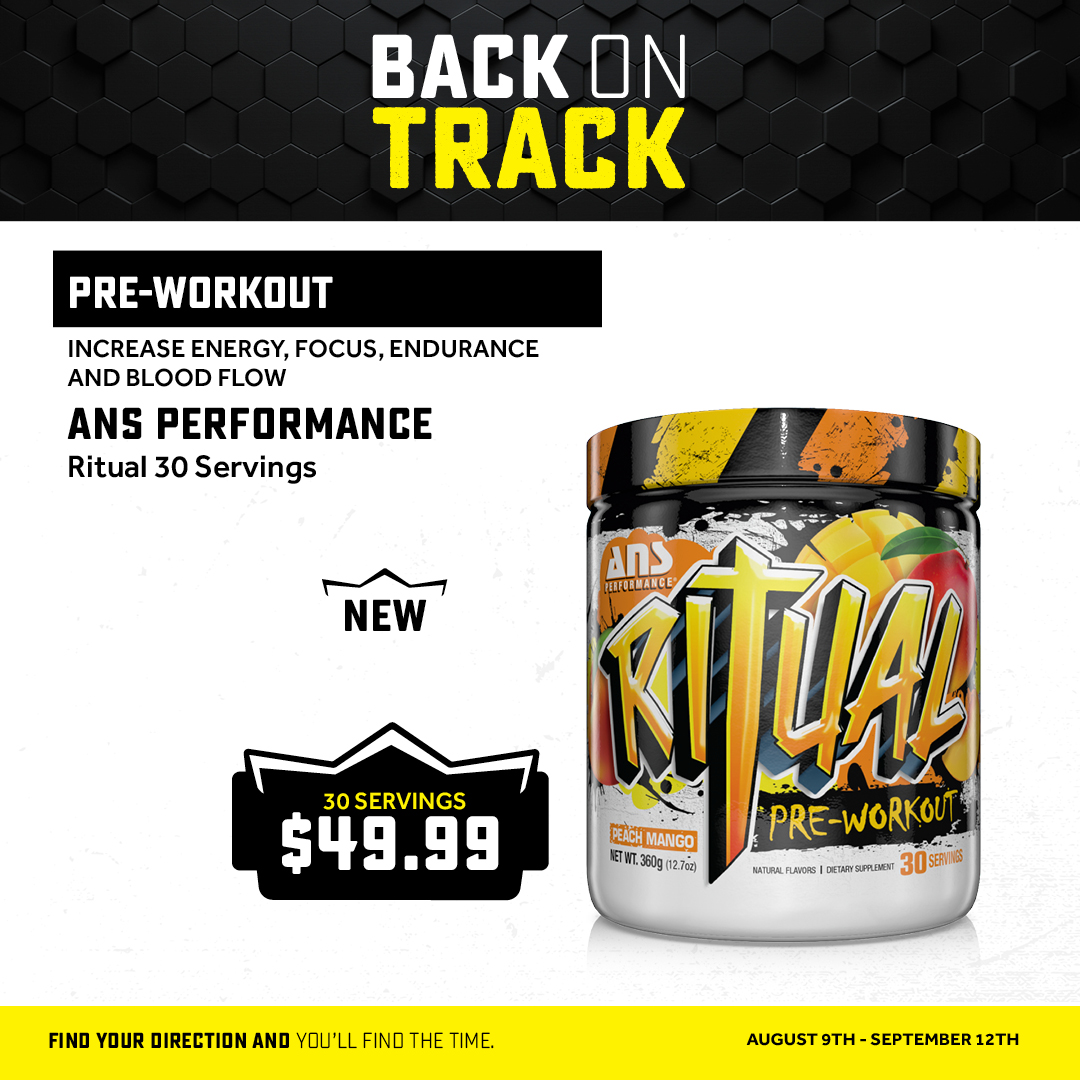 BACK ON
TRACK
PRE-WORKOUT
INCREASE ENERGY, FOCUS, ENDURANCE
AND BLOOD FLOW
ANS PERFORMANCE
Ritual 30 Servings
NEW
30 SERVINGS
$49.99
ANS
PERFORMANCE®
RITUAL
PRE-WORKOUT
PEACH MANGO
NET WT. 360g (12.7oz)
NATURAL FLAVORS | DIETARY SUPPLEMENT
30 SERVINGS
FIND YOUR DIRECTION AND YOU'LL FIND THE TIME.
AUGUST 9TH - SEPTEMBER 12TH